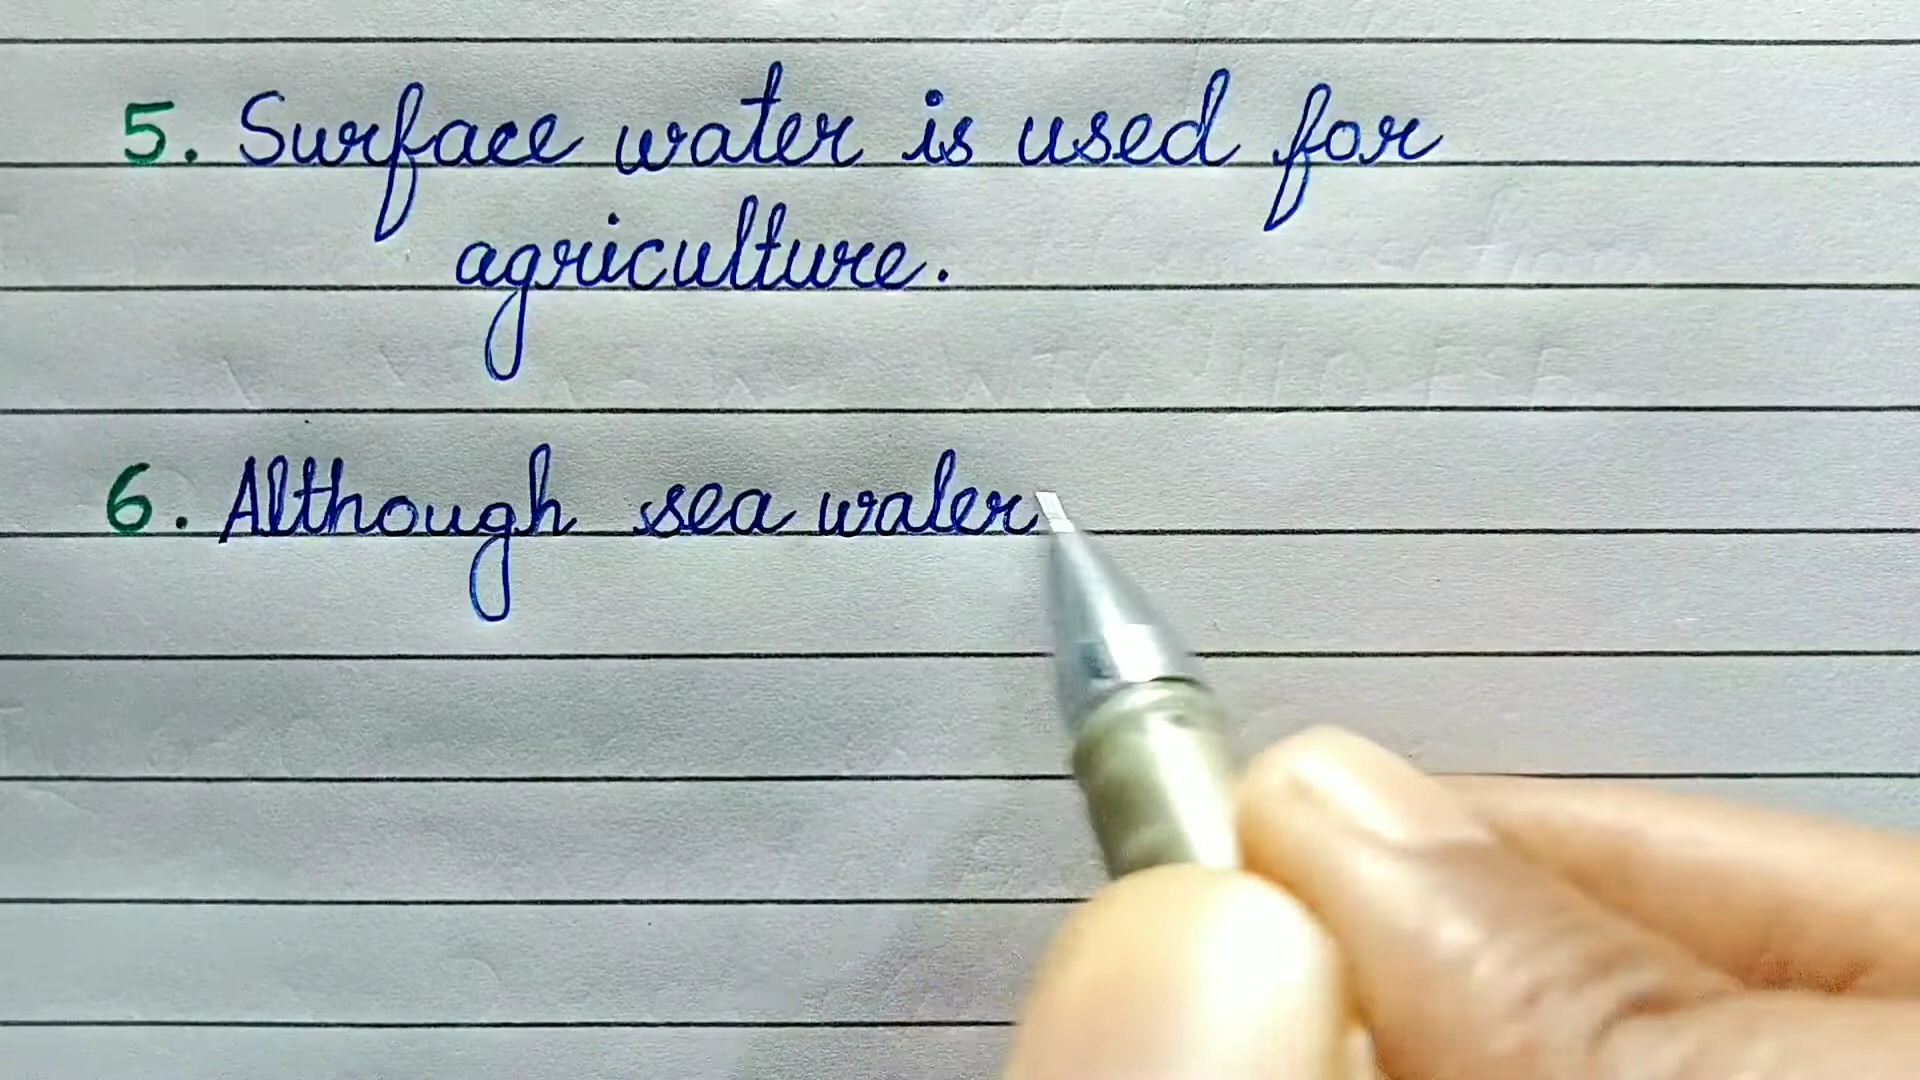 5. Surface water is used for
agriculture.
6. Although sea water